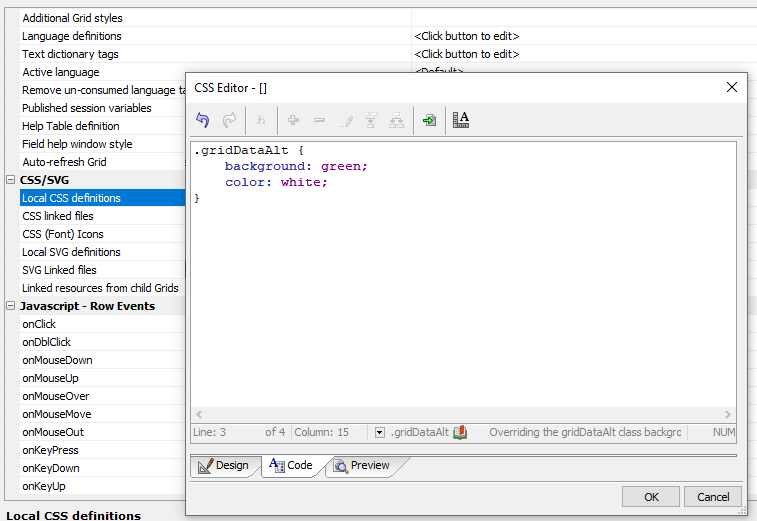 Additional Grid styles
Language definitions <Click button to edit>
Text dictionary tags <Click button to edit>
Active language <Default>
Remove un-consumed language ta
Published session variables
Help Table definition
Field help window style
Auto-refresh Grid
CSS/SVG
Local CSS definitions
CSS linked files
CSS (Font) Icons
Local SVG definitions
SVG Linked files
Linked resources from child Grids
Javascript - Row Events
onClick
onDblClick
onMouseDown
onMouseUp
onMouseOver
onMouseMove
onMouseOut
onKeyPress
onKeyDown
onKeyUp
Local CSS definitions
CSS Editor - []
.gridDataAlt {
background: green;
color: white;
}
Line: 3 of 4 Column: 15 .gridDataAlt Overriding the gridDataAlt class backgro NUM
Design Code Preview
OK Cancel